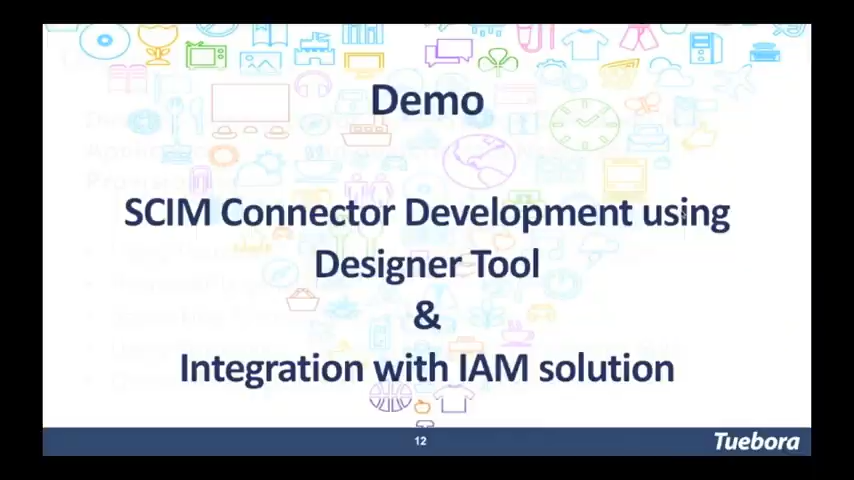 Demo
SCIM Connector Development using
Designer Tool
&
Integration with IAM solution
12
Tuebora